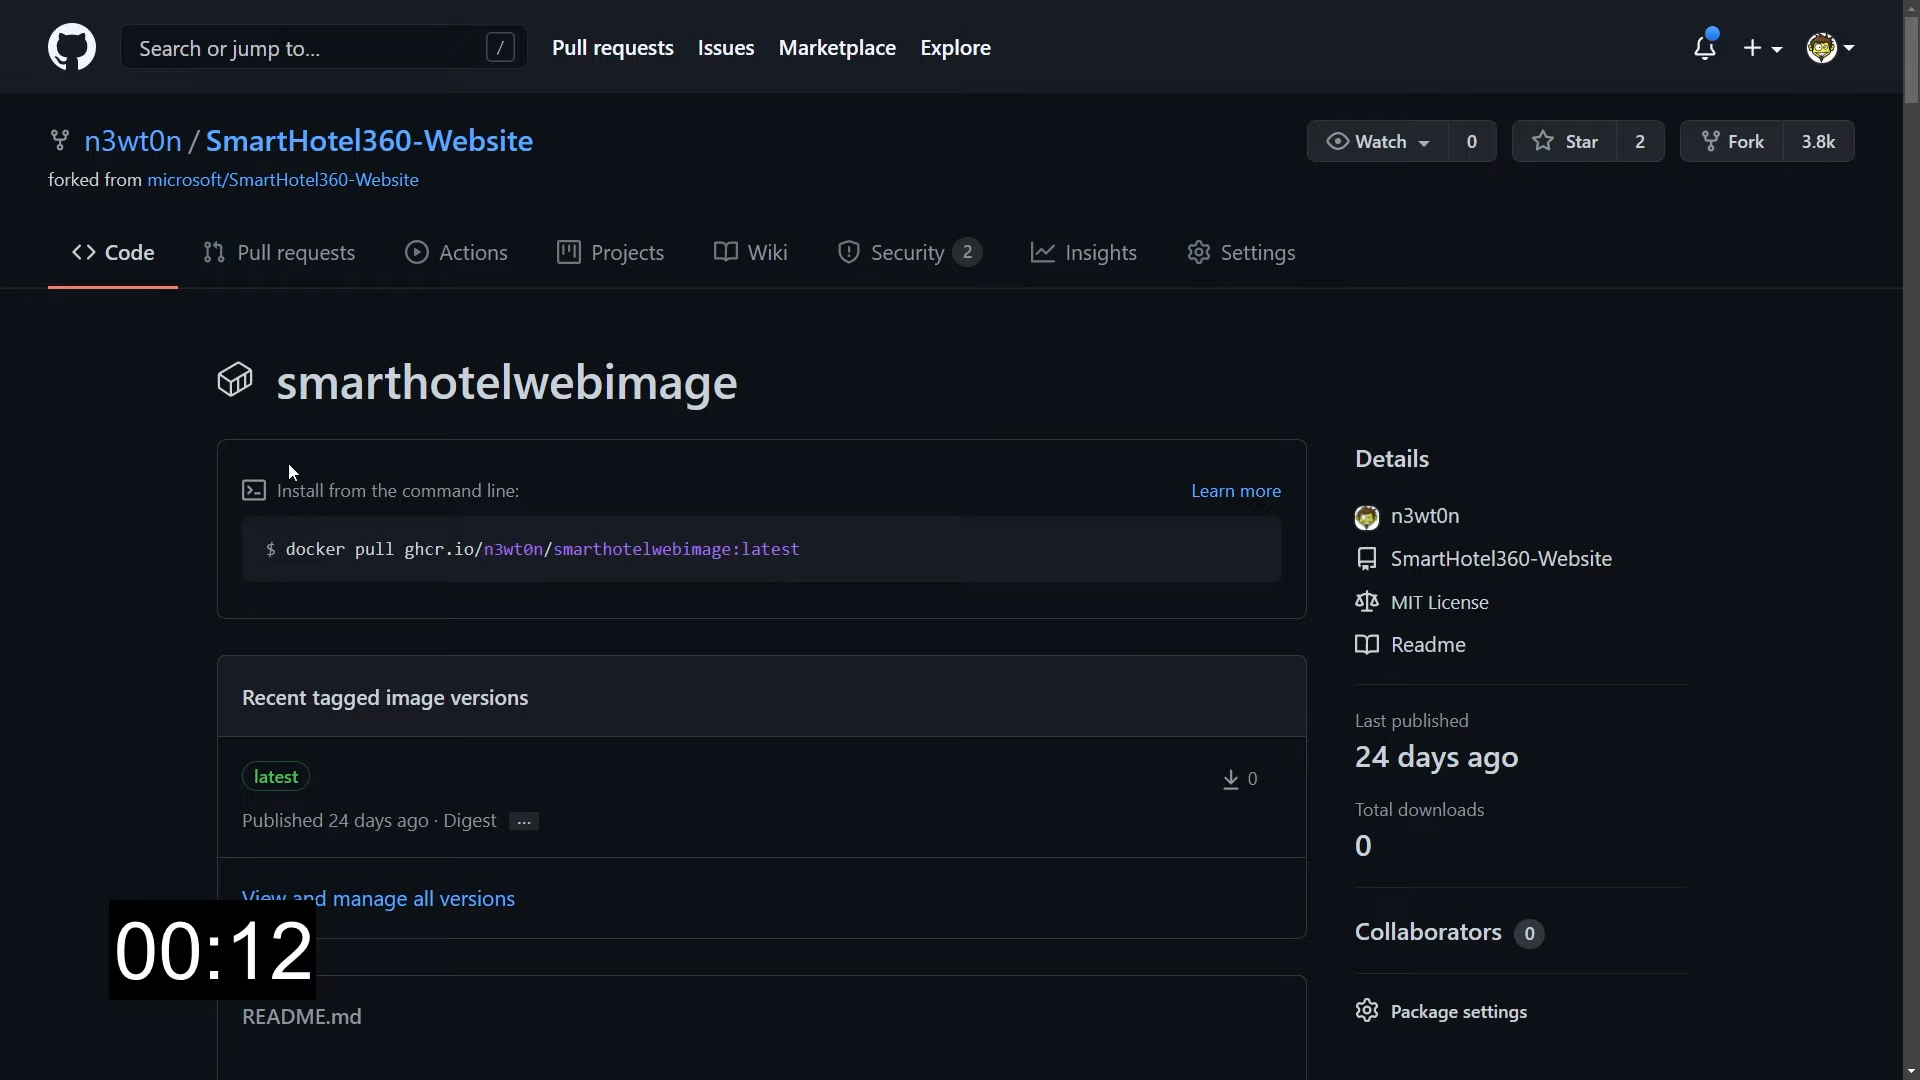 Search or jump to... / Pull requests Issues Marketplace Explore
n3wt0n / SmartHotel360-Website
Watch 0 Star 2 Fork 3.8k
forked from microsoft/SmartHotel360-Website
Code Pull requests Actions Projects Wiki Security 2 Insights Settings
smarthotelwebimage
Install from the command line:
Learn more
$ docker pull ghcr.io/n3wt0n/smarthotelwebimage:latest
Recent tagged image versions
latest
0
Published 24 days ago · Digest ...
View and manage all versions
README.md
Details
n3wt0n
SmartHotel360-Website
MIT License
Readme
Last published
24 days ago
Total downloads
0
Collaborators 0
Package settings
00:12